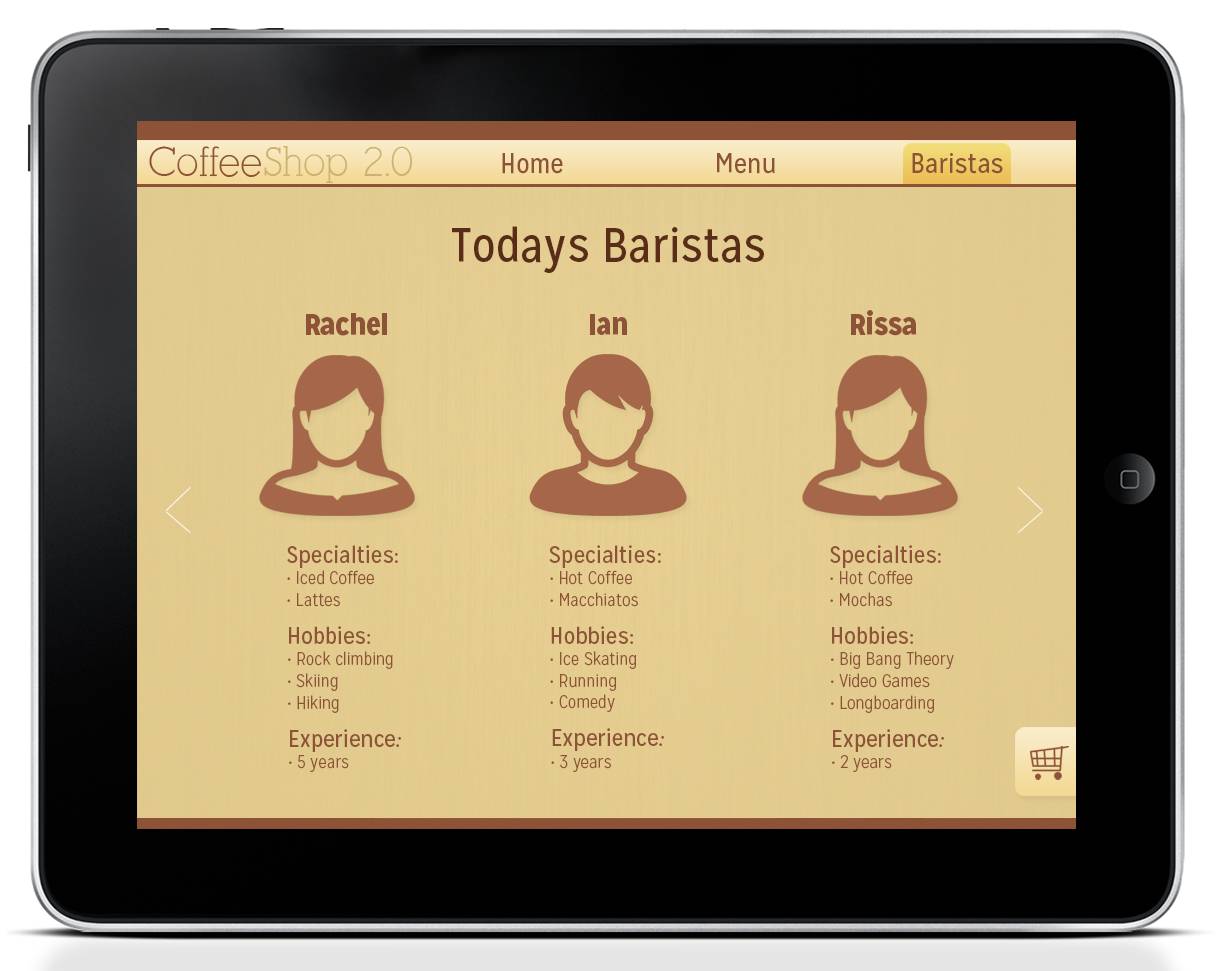 CoffeeShop 2.0 Home Menu Baristas
Todays Baristas
Rachel
Ian
Rissa
Specialties:
· Iced Coffee
· Lattes
Hobbies:
· Rock climbing
· Skiing
· Hiking
Experience:
· 5 years
Specialties:
· Hot Coffee
· Macchiatos
Hobbies:
· Ice Skating
· Running
· Comedy
Experience:
· 3 years
Specialties:
· Hot Coffee
· Mochas
Hobbies:
· Big Bang Theory
· Video Games
· Longboarding
Experience:
· 2 years